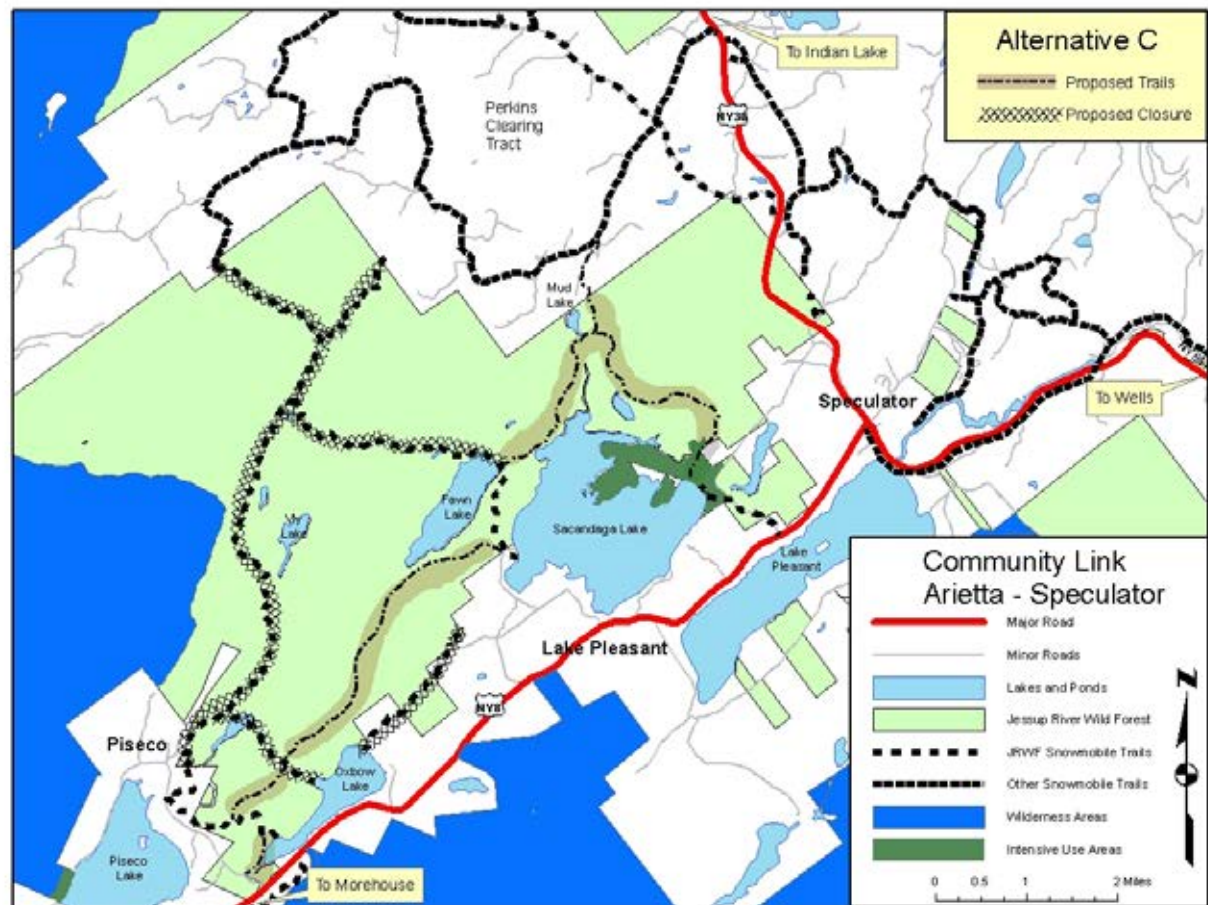 To Indian Lake
Alternative C
Proposed Trails
Proposed Closure
Perkins
Clearing
Tract
NY30
Mud
Lake
Speculator
To Wells
Fawn
Lake
Lake
Sacandaga Lake
Lake
Pleasant
Lake Pleasant
NY8
Piseco
Oxbow
Lake
Piseco
Lake
To Morehouse
Community Link
Arietta - Speculator
Major Road
Minor Roads
Lakes and Ponds
Jessup River Wild Forest
JRWF Snowmobile Trails
Other Snowmobile Trails
Wilderness Areas
Intensive Use Areas
N
0 0.5 1 2 Miles